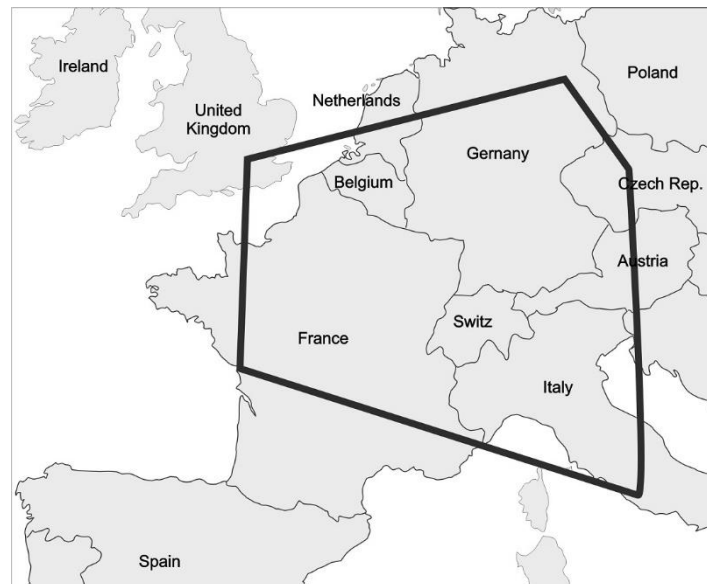 Ireland
United
Kingdom
Netherlands
Poland
Gernany
Belgium
Czech Rep.
Austria
Switz
France
Italy
Spain